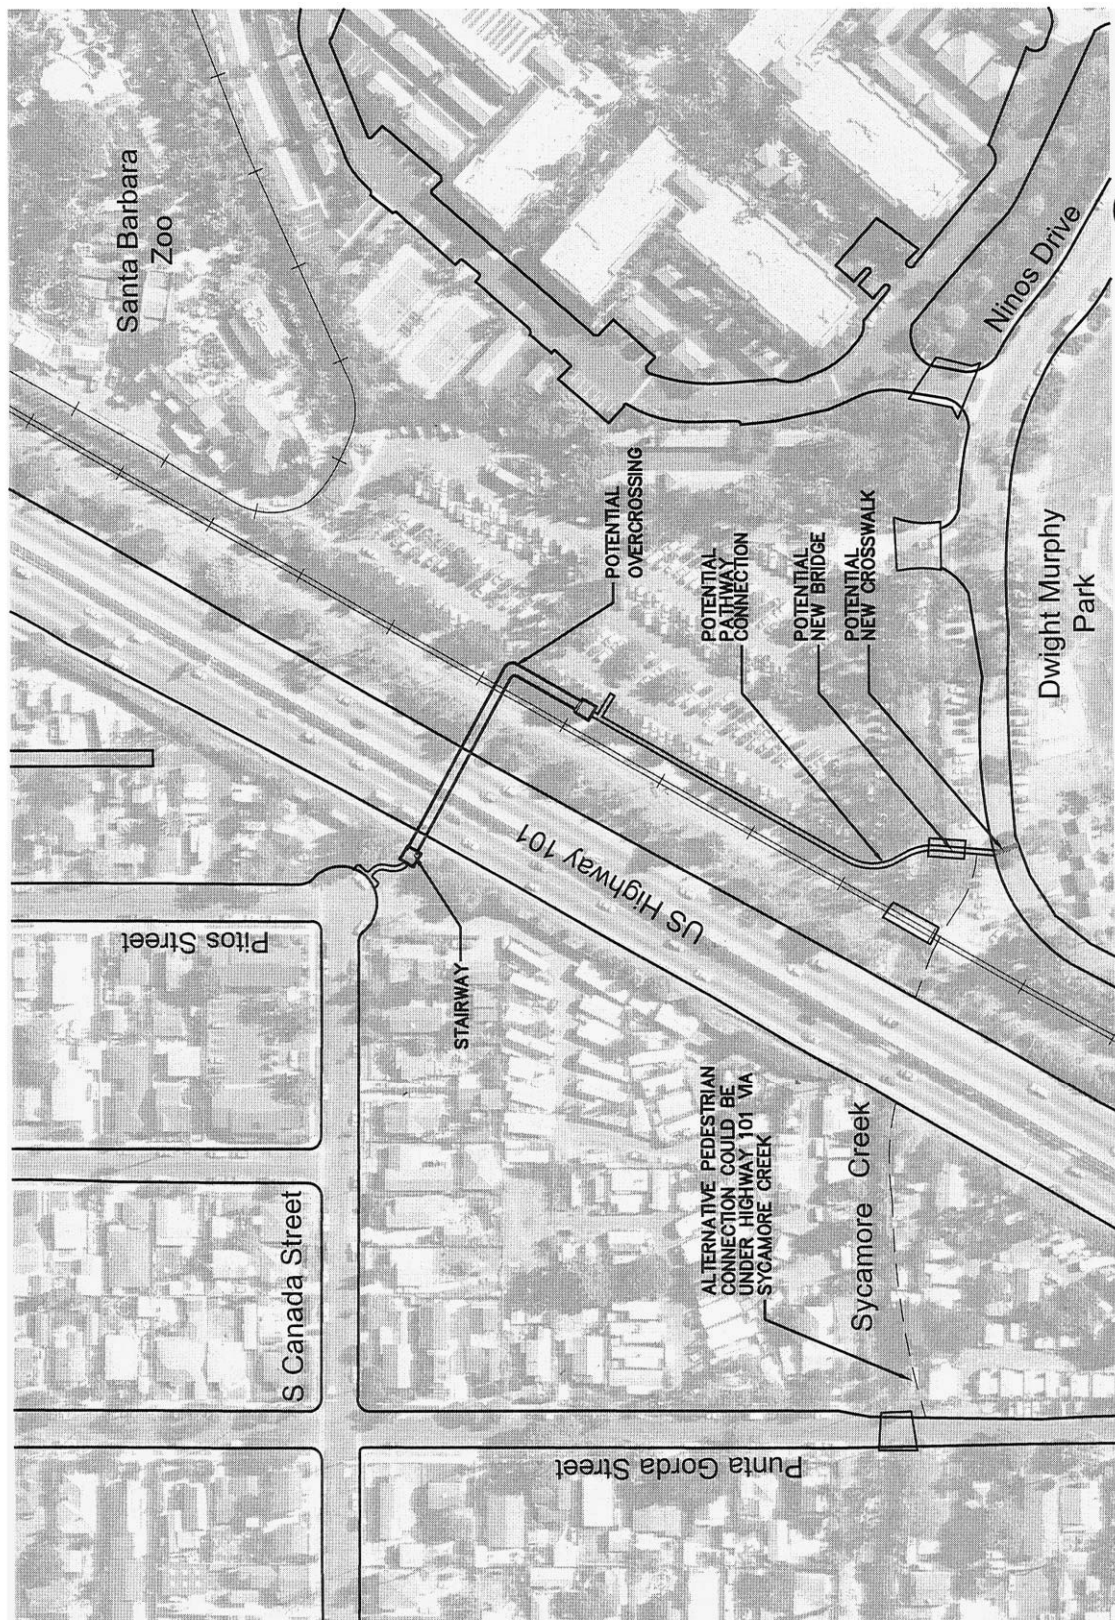 Santa Barbara
Zoo
Ninos Drive
POTENTIAL
OVERCROSSING
POTENTIAL
PATHWAY
CONNECTION
POTENTIAL
NEW BRIDGE
POTENTIAL
NEW CROSSWALK
Dwight Murphy
Park
US Highway 101
Pitos Street
STAIRWAY
S Canada Street
ALTERNATIVE PEDESTRIAN
CONNECTION COULD BE
UNDER HIGHWAY 101 VIA
SYCAMORE CREEK
Sycamore Creek
Punta Gorda Street